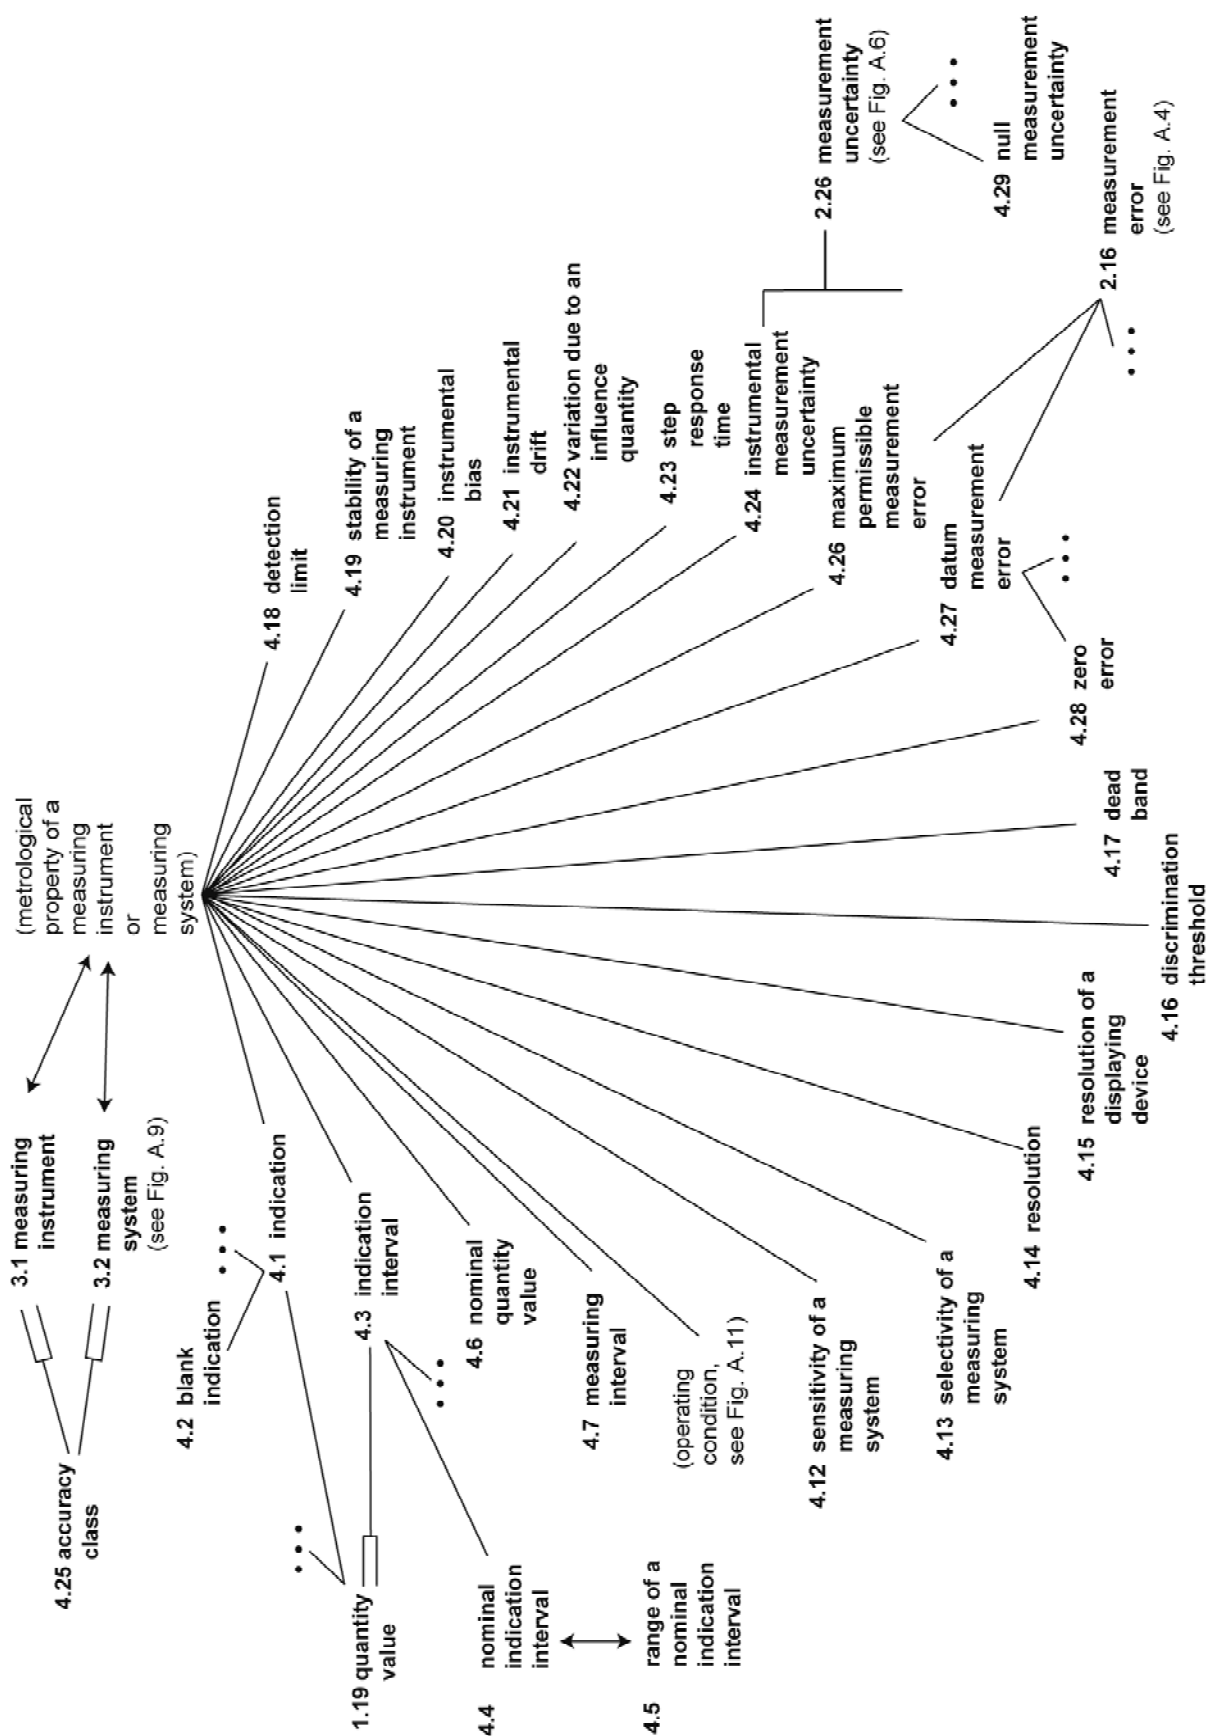 (metrological
property of a
measuring
instrument
or
measuring
system)
3.1 measuring
instrument
3.2 measuring
system
(see Fig. A.9)
4.25 accuracy
class
4.2 blank
indication
• • •
4.1 indication
• • •
1.19 quantity
value
4.3 indication
interval
• • •
4.4 nominal
indication
interval
4.5 range of a
nominal
indication
interval
4.6 nominal
quantity
value
4.7 measuring
interval
(operating
condition,
see Fig. A.11)
4.12 sensitivity of a
measuring
system
4.13 selectivity of a
measuring
system
4.14 resolution
4.15 resolution of a
displaying
device
4.16 discrimination
threshold
4.17 dead
band
4.28 zero
error
• • •
4.27 datum
measurement
error
4.26 maximum
permissible
measurement
error
• • •
2.16 measurement
error
(see Fig. A.4)
4.24 instrumental
measurement
uncertainty
2.26 measurement
uncertainty
(see Fig. A.6)
• • •
4.29 null
measurement
uncertainty
4.23 step
response
time
4.22 variation due to an
influence
quantity
4.21 instrumental
drift
4.20 instrumental
bias
4.19 stability of a
measuring
instrument
4.18 detection
limit